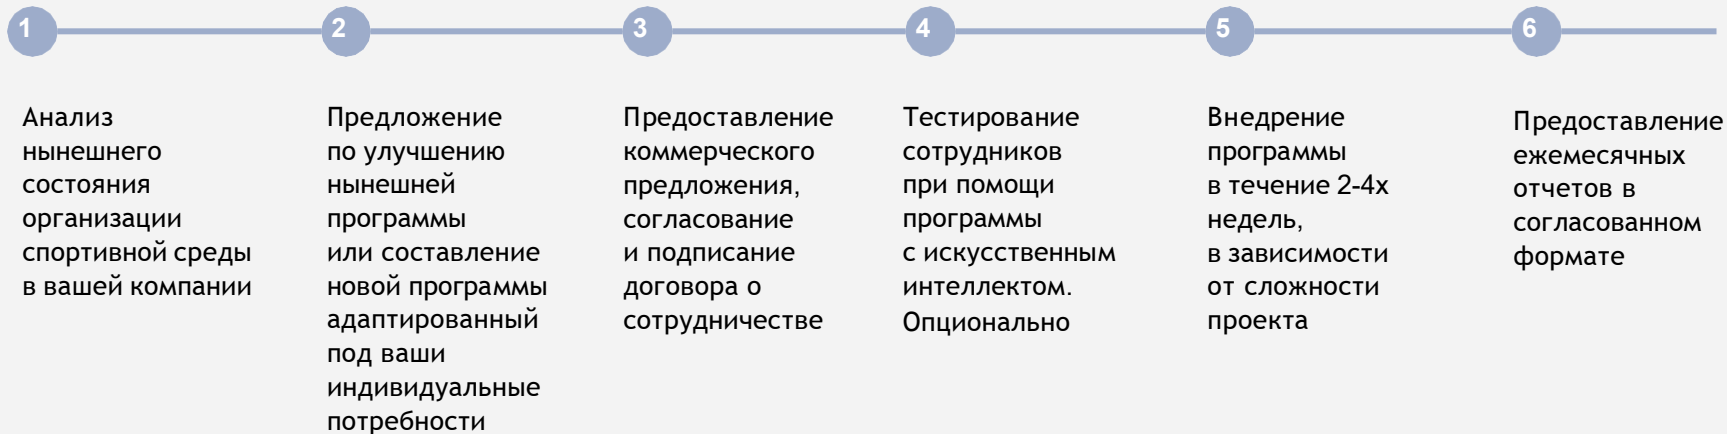 1
Анализ
нынешнего
состояния
организации
спортивной среды
в вашей компании
2
Предложение
по улучшению
нынешней
программы
или составление
новой программы
адаптированный
под ваши
индивидуальные
потребности
3
Предоставление
коммерческого
предложения,
согласование
и подписание
договора о
сотрудничестве
4
Тестирование
сотрудников
при помощи
программы
с искусственным
интеллектом.
Опционально
5
Внедрение
программы
в течение 2-4х
недель,
в зависимости
от сложности
проекта
6
Предоставление
ежемесячных
отчетов в
согласованном
формате